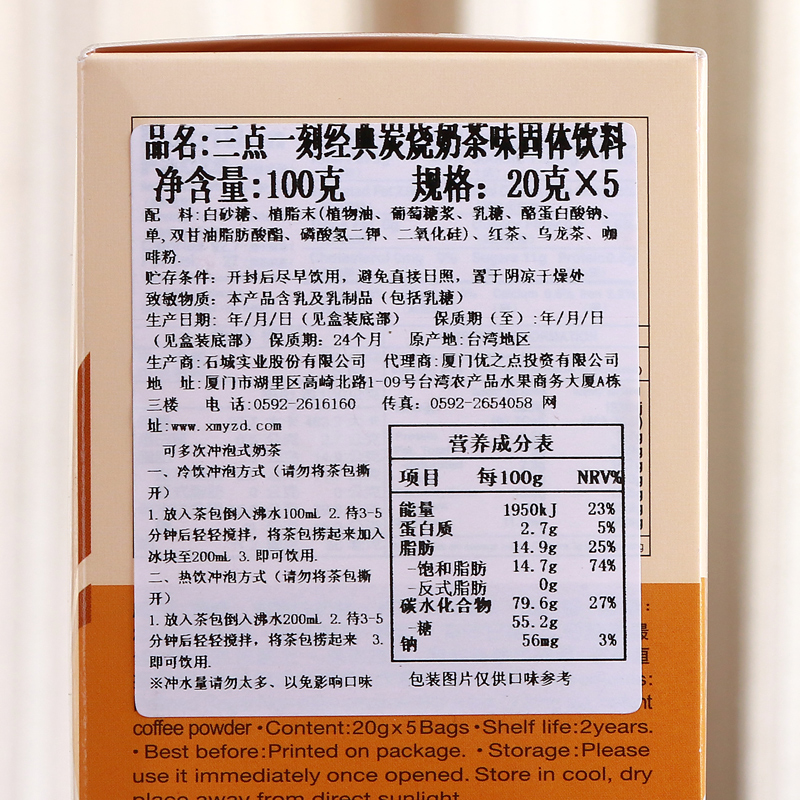 品名:三点一刻经典炭烧奶茶味固体饮料
净含量:100克 规格: 20克×5
配 料:白砂糖、植脂末(植物油、葡萄糖浆、乳糖、酪蛋白酸钠、
单,双甘油脂肪酸酯、磷酸氢二钾、二氧化硅)、红茶、乌龙茶、咖
啡粉.
贮存条件: 开封后尽早饮用, 避免直接日照, 置于阴凉干燥处
致敏物质: 本产品含乳及乳制品 (包括乳糖)
生产日期: 年/月/日 (见盒装底部) 保质期 (至) :年/月/日
(见盒装底部) 保质期:24个月 原产地:台湾地区
生产商:石城实业股份有限公司 代理商:厦门优之点投资有限公司
地 址:厦门市湖里区高崎北路1-09号台湾农产品水果商务大厦A栋
三楼 电 话:0592-2616160 传真: 0592-2654058 网
址:www.xmyzd.com
可多次冲泡式奶茶
一、冷饮冲泡方式 (请勿将茶包撕
开)
1.放入茶包倒入沸水100mL 2.待3-5
分钟后轻轻搅拌, 将茶包捞起来加入
冰块至200mL 3.即可饮用.
二、热饮冲泡方式 (请勿将茶包撕
开)
1.放入茶包倒入沸水200mL 2.待3-5
分钟后轻轻搅拌, 将茶包捞起来 3.
即可饮用.
※冲水量请勿太多、以免影响口味
营养成分表
项目 每100g NRV%
能量 1950kJ 23%
蛋白质 2.7g 5%
脂肪 14.9g 25%
-饱和脂肪 14.7g 74%
-反式脂肪 0g
碳水化合物 79.6g 27%
-糖 55.2g
钠 56mg 3%
包装图片仅供口味参考
coffee powder •Content:20g×5Bags •Shelf life:2years.
• Best before:Printed on package. • Storage:Please
use it immediately once opened. Store in cool, dry
place away from direct sunlight.